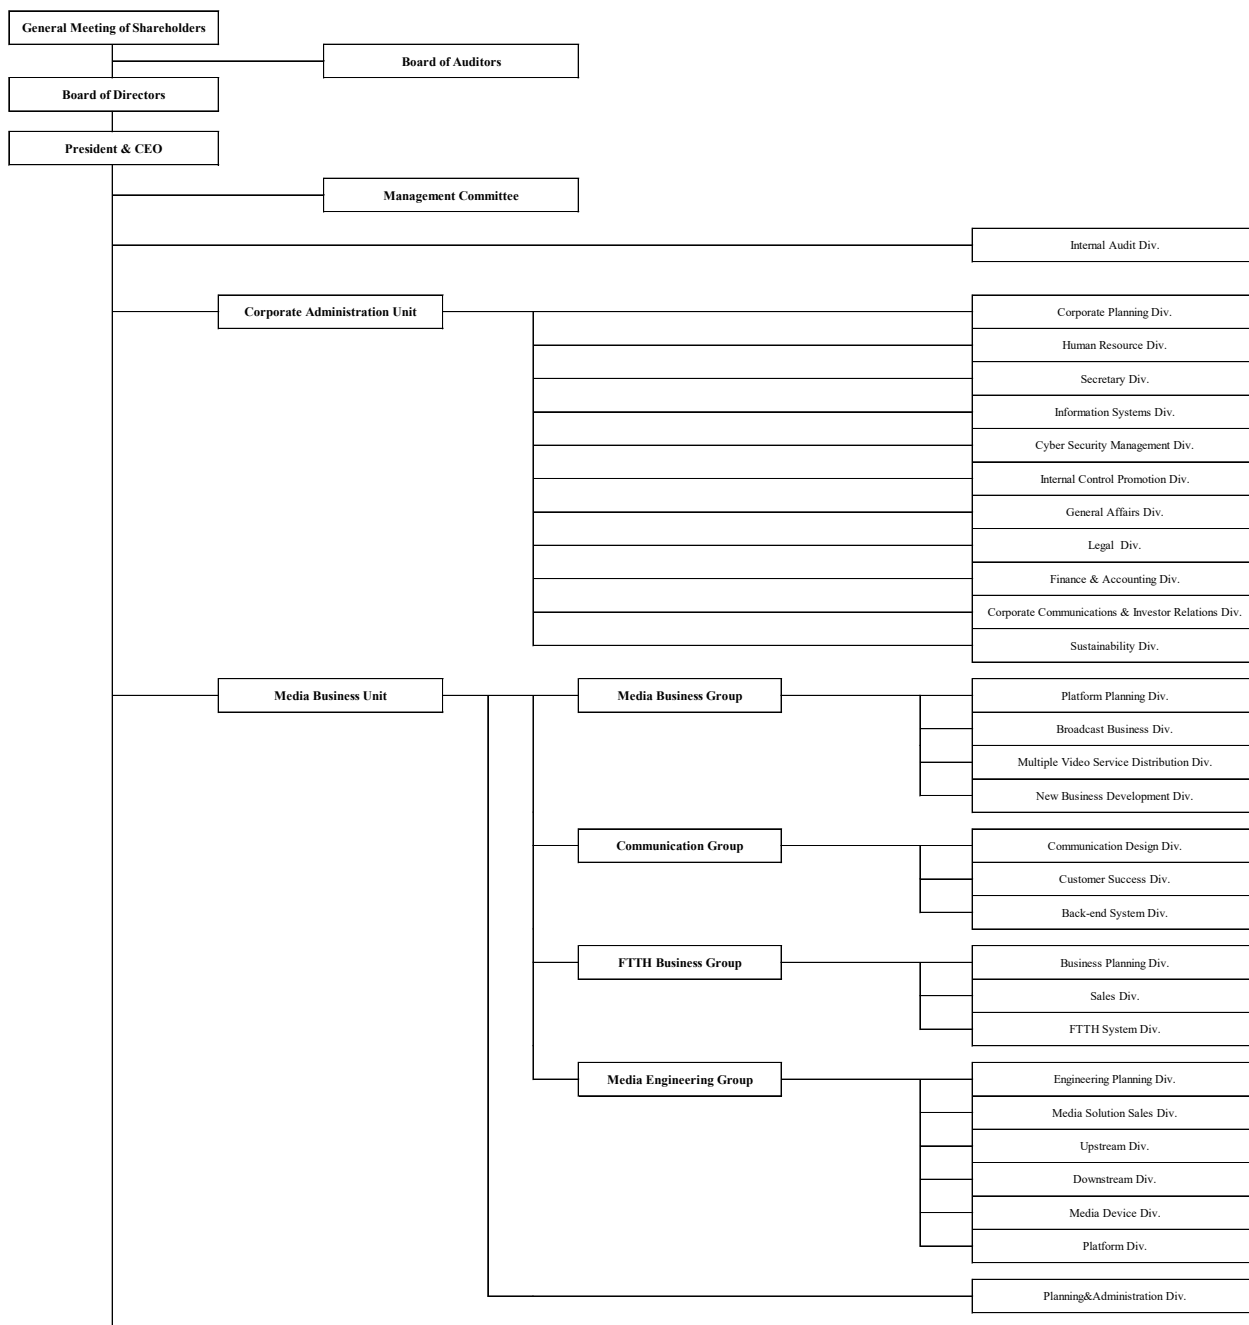 General Meeting of Shareholders
Board of Auditors
Board of Directors
President & CEO
Management Committee
Internal Audit Div.
Corporate Administration Unit
Corporate Planning Div.
Human Resource Div.
Secretary Div.
Information Systems Div.
Cyber Security Management Div.
Internal Control Promotion Div.
General Affairs Div.
Legal Div.
Finance & Accounting Div.
Corporate Communications & Investor Relations Div.
Sustainability Div.
Media Business Unit
Media Business Group
Platform Planning Div.
Broadcast Business Div.
Multiple Video Service Distribution Div.
New Business Development Div.
Communication Group
Communication Design Div.
Customer Success Div.
Back-end System Div.
FTTH Business Group
Business Planning Div.
Sales Div.
FTTH System Div.
Media Engineering Group
Engineering Planning Div.
Media Solution Sales Div.
Upstream Div.
Downstream Div.
Media Device Div.
Platform Div.
Planning&Administration Div.